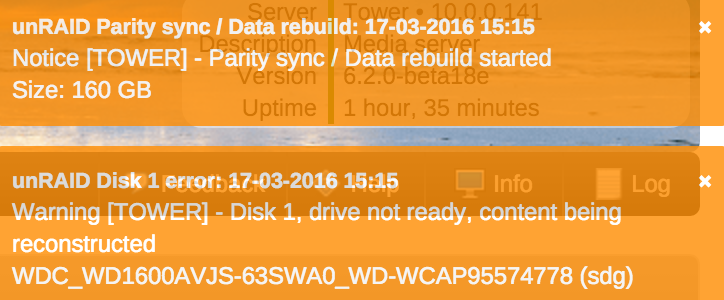 Server Tower • 10.0.0.141
unRAID Parity sync / Data rebuild: 17-03-2016 15:15
Description Media server
Notice [TOWER] - Parity sync / Data rebuild started
Version 6.2.0-beta18e
Size: 160 GB
Uptime 1 hour, 35 minutes
unRAID Disk 1 error: 17-03-2016 15:15
Feedback Help Info Log
Warning [TOWER] - Disk 1, drive not ready, content being
reconstructed
WDC_WD1600AVJS-63SWA0_WD-WCAP95574778 (sdg)